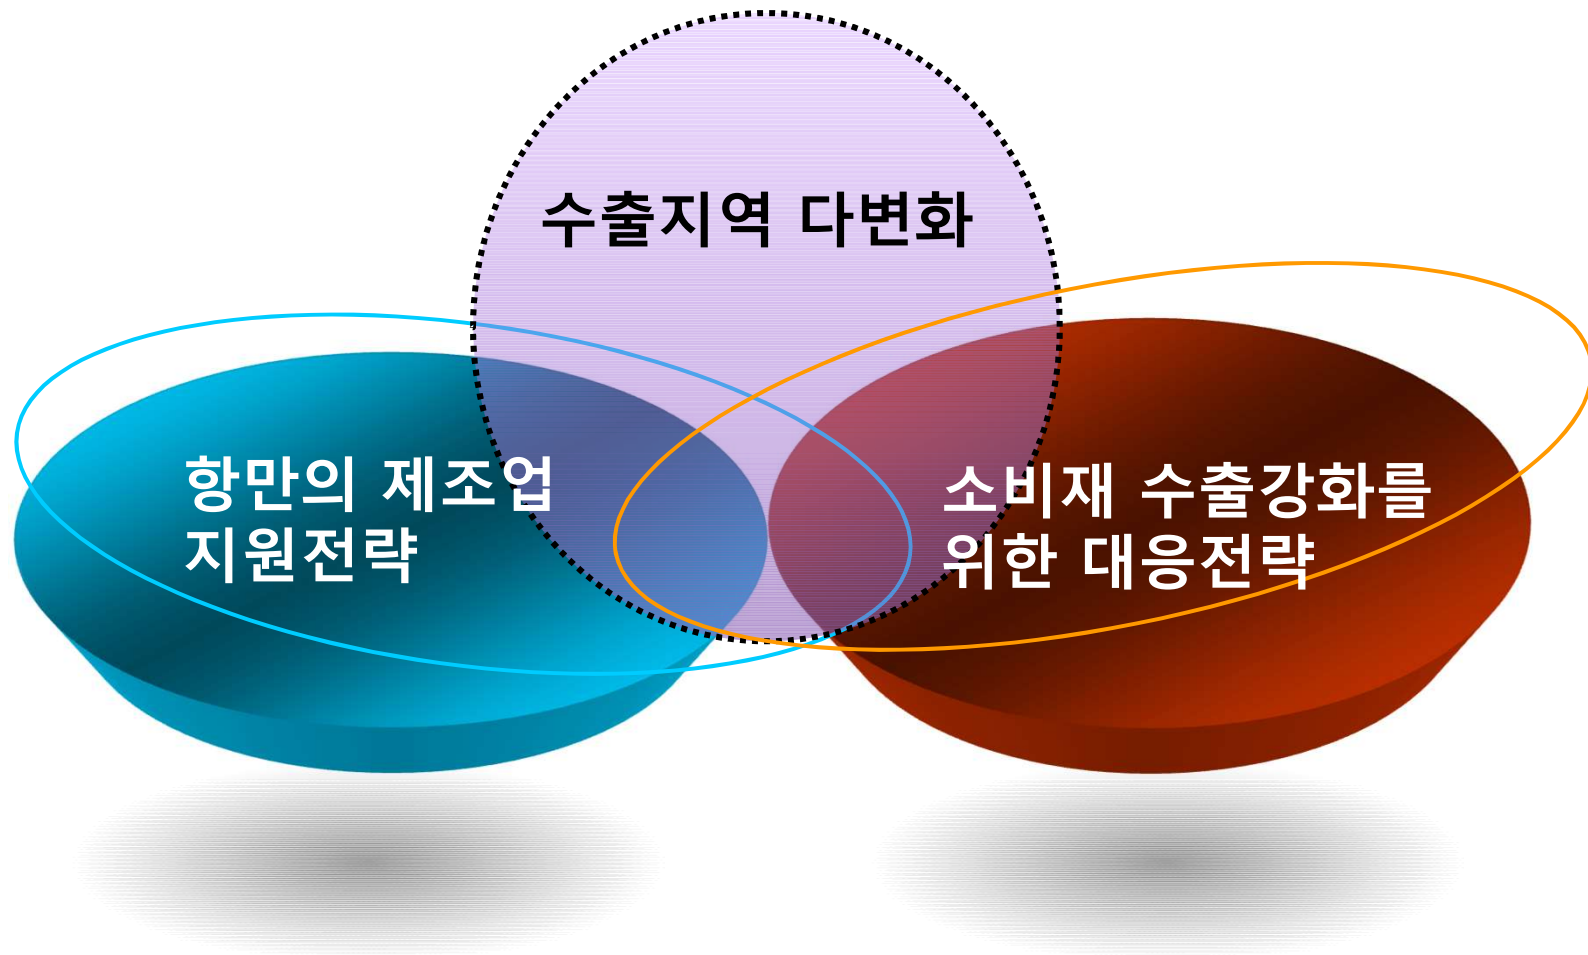 수출지역 다변화
항만의 제조업
지원전략
소비재 수출강화를
위한 대응전략